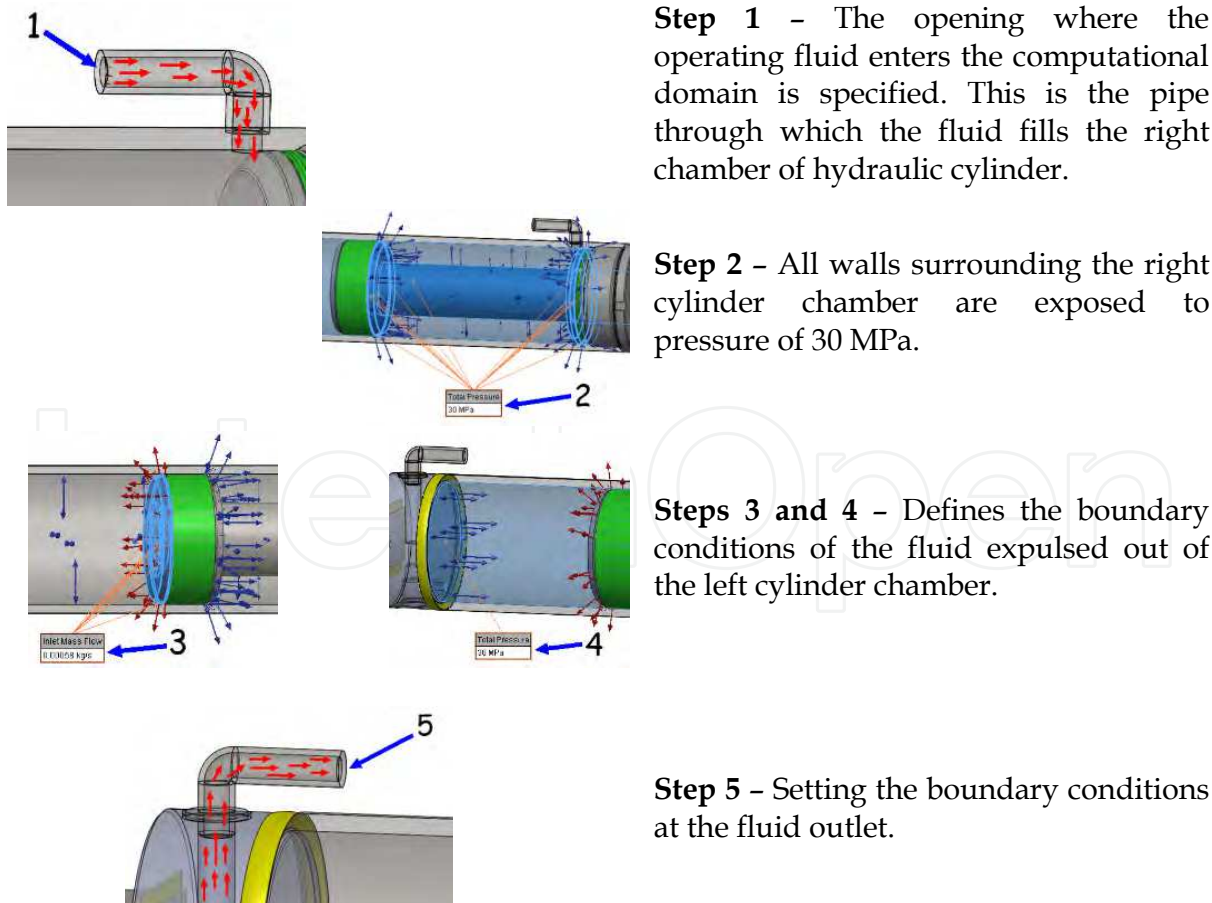 1
Step 1 – The opening where the
operating fluid enters the computational
domain is specified. This is the pipe
through which the fluid fills the right
chamber of hydraulic cylinder.
Total Pressure
30 MPa
2
Step 2 – All walls surrounding the right
cylinder chamber are exposed to
pressure of 30 MPa.
Inlet Mass Flow
3
Total Pressure
4
Steps 3 and 4 – Defines the boundary
conditions of the fluid expulsed out of
the left cylinder chamber.
5
Step 5 – Setting the boundary conditions
at the fluid outlet.